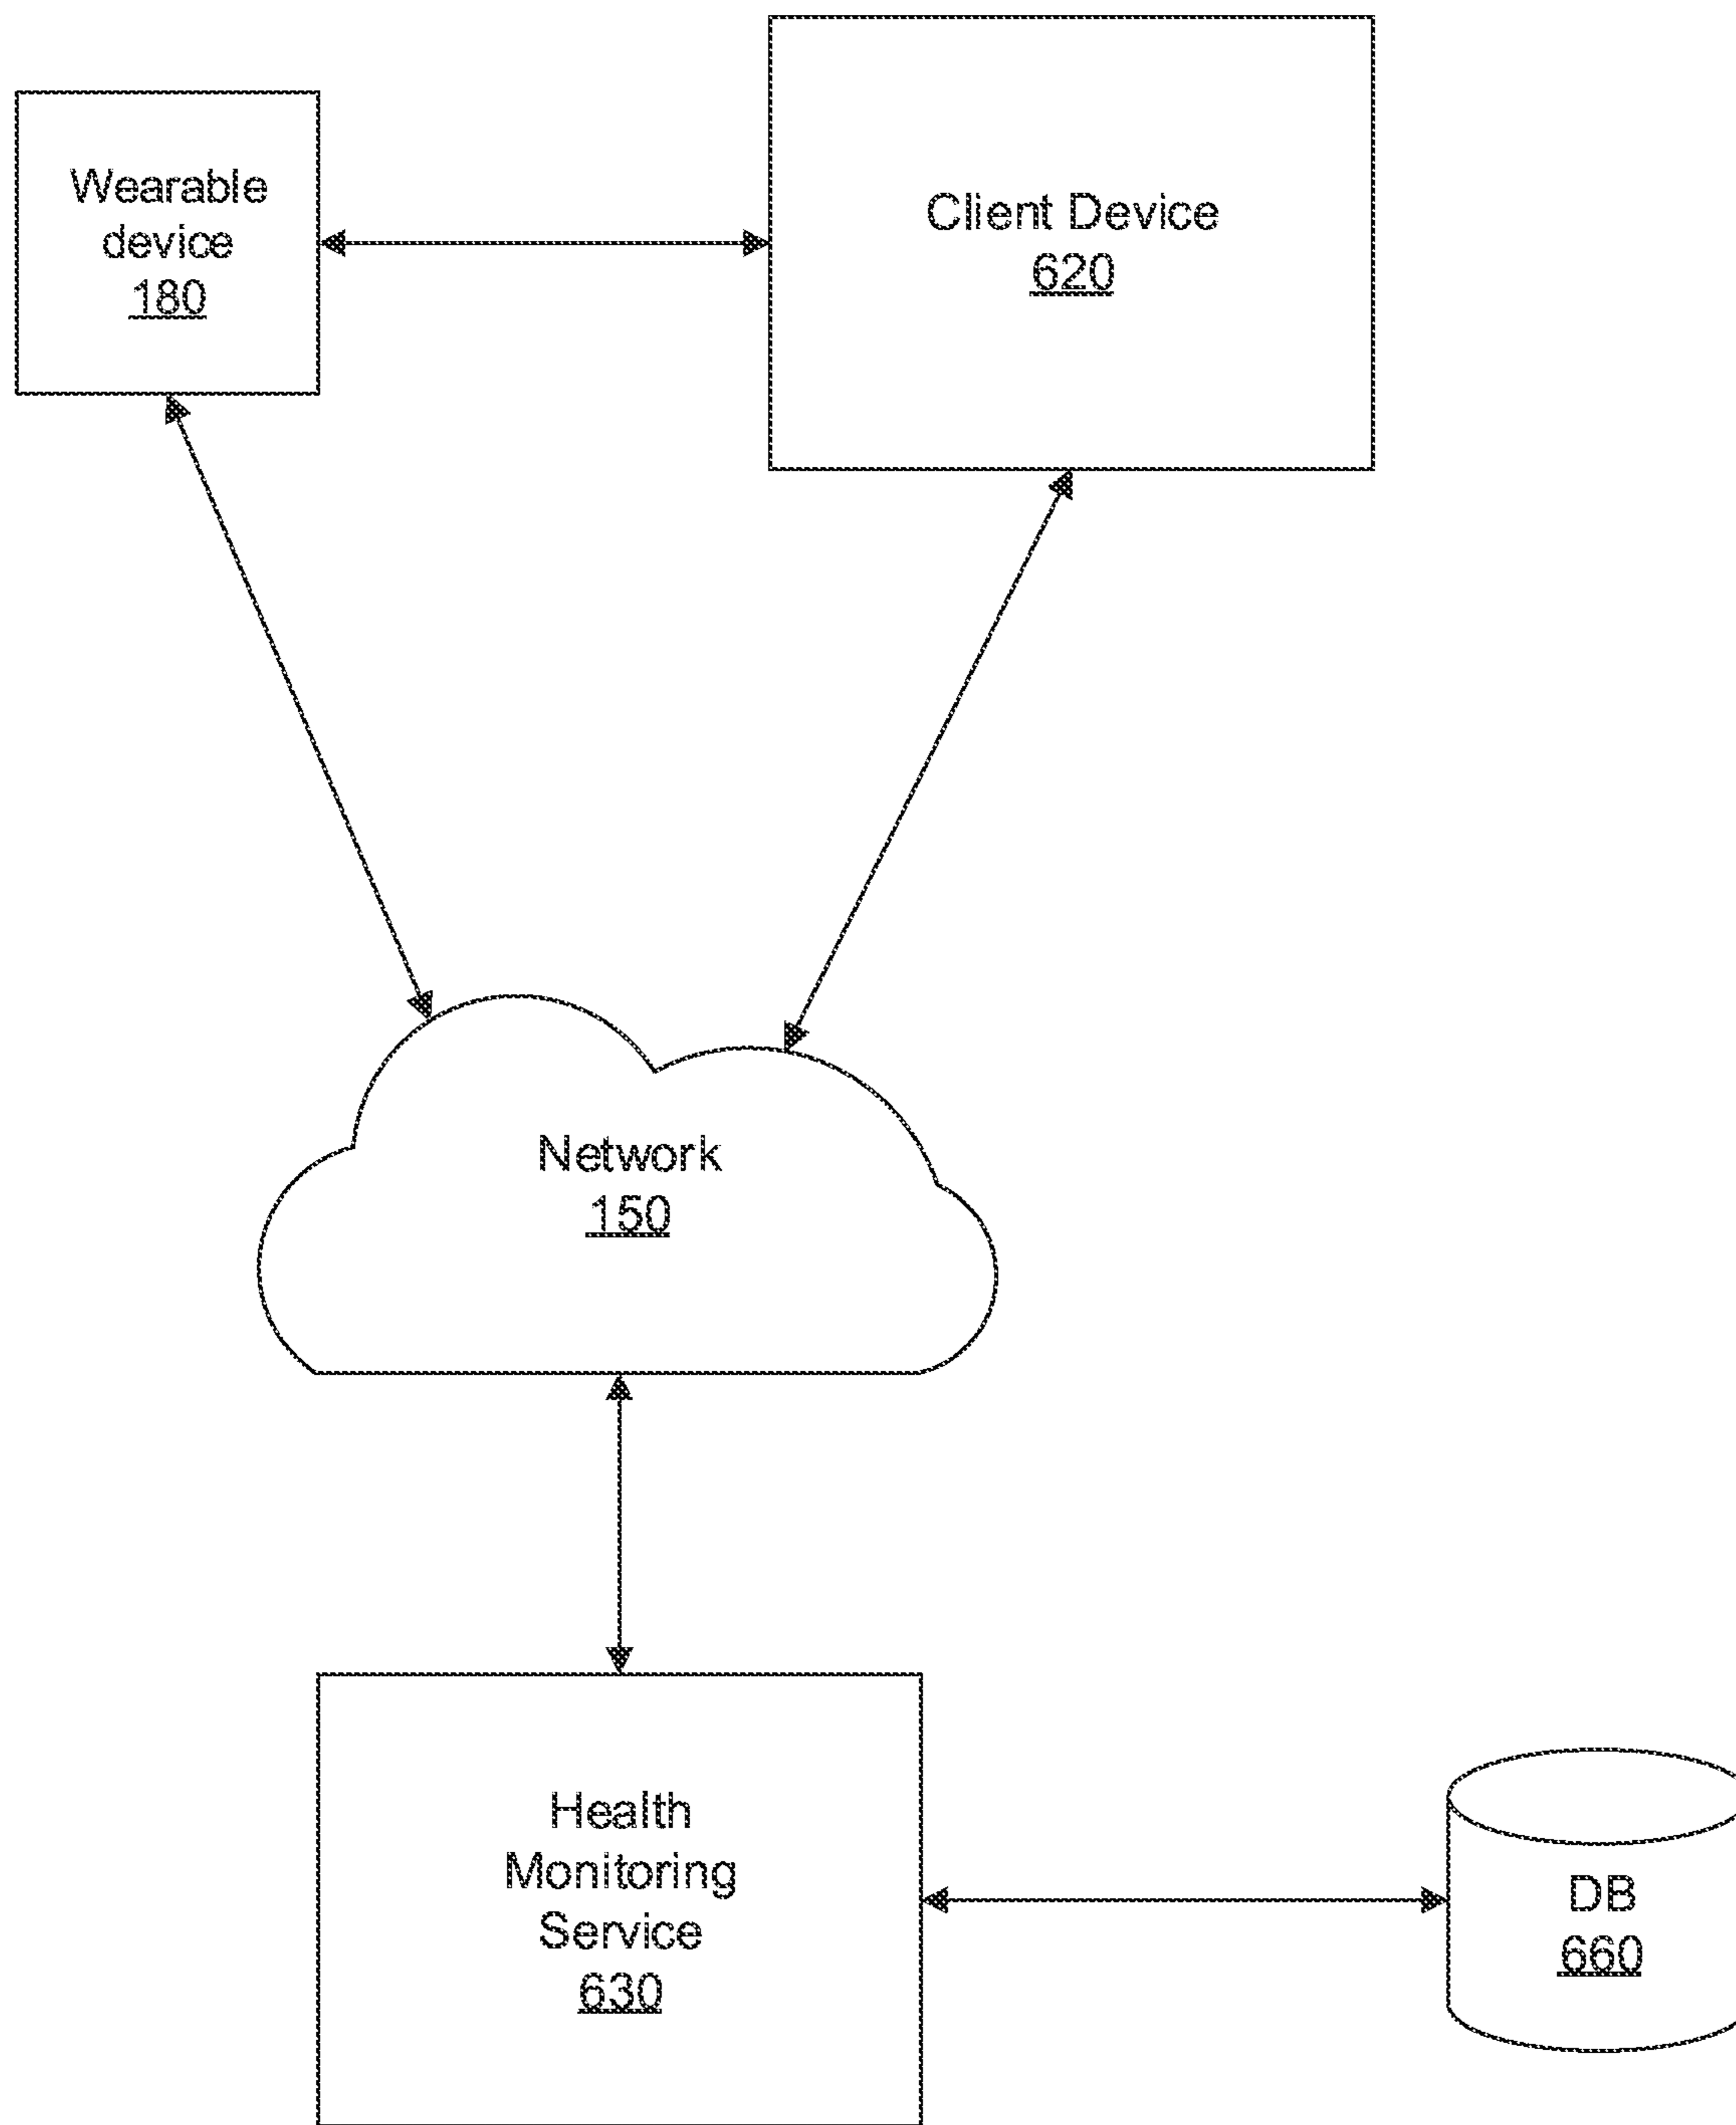 Wearable
device
180
Client Device
620
Network
150
Health
Monitoring
Service
630
DB
660